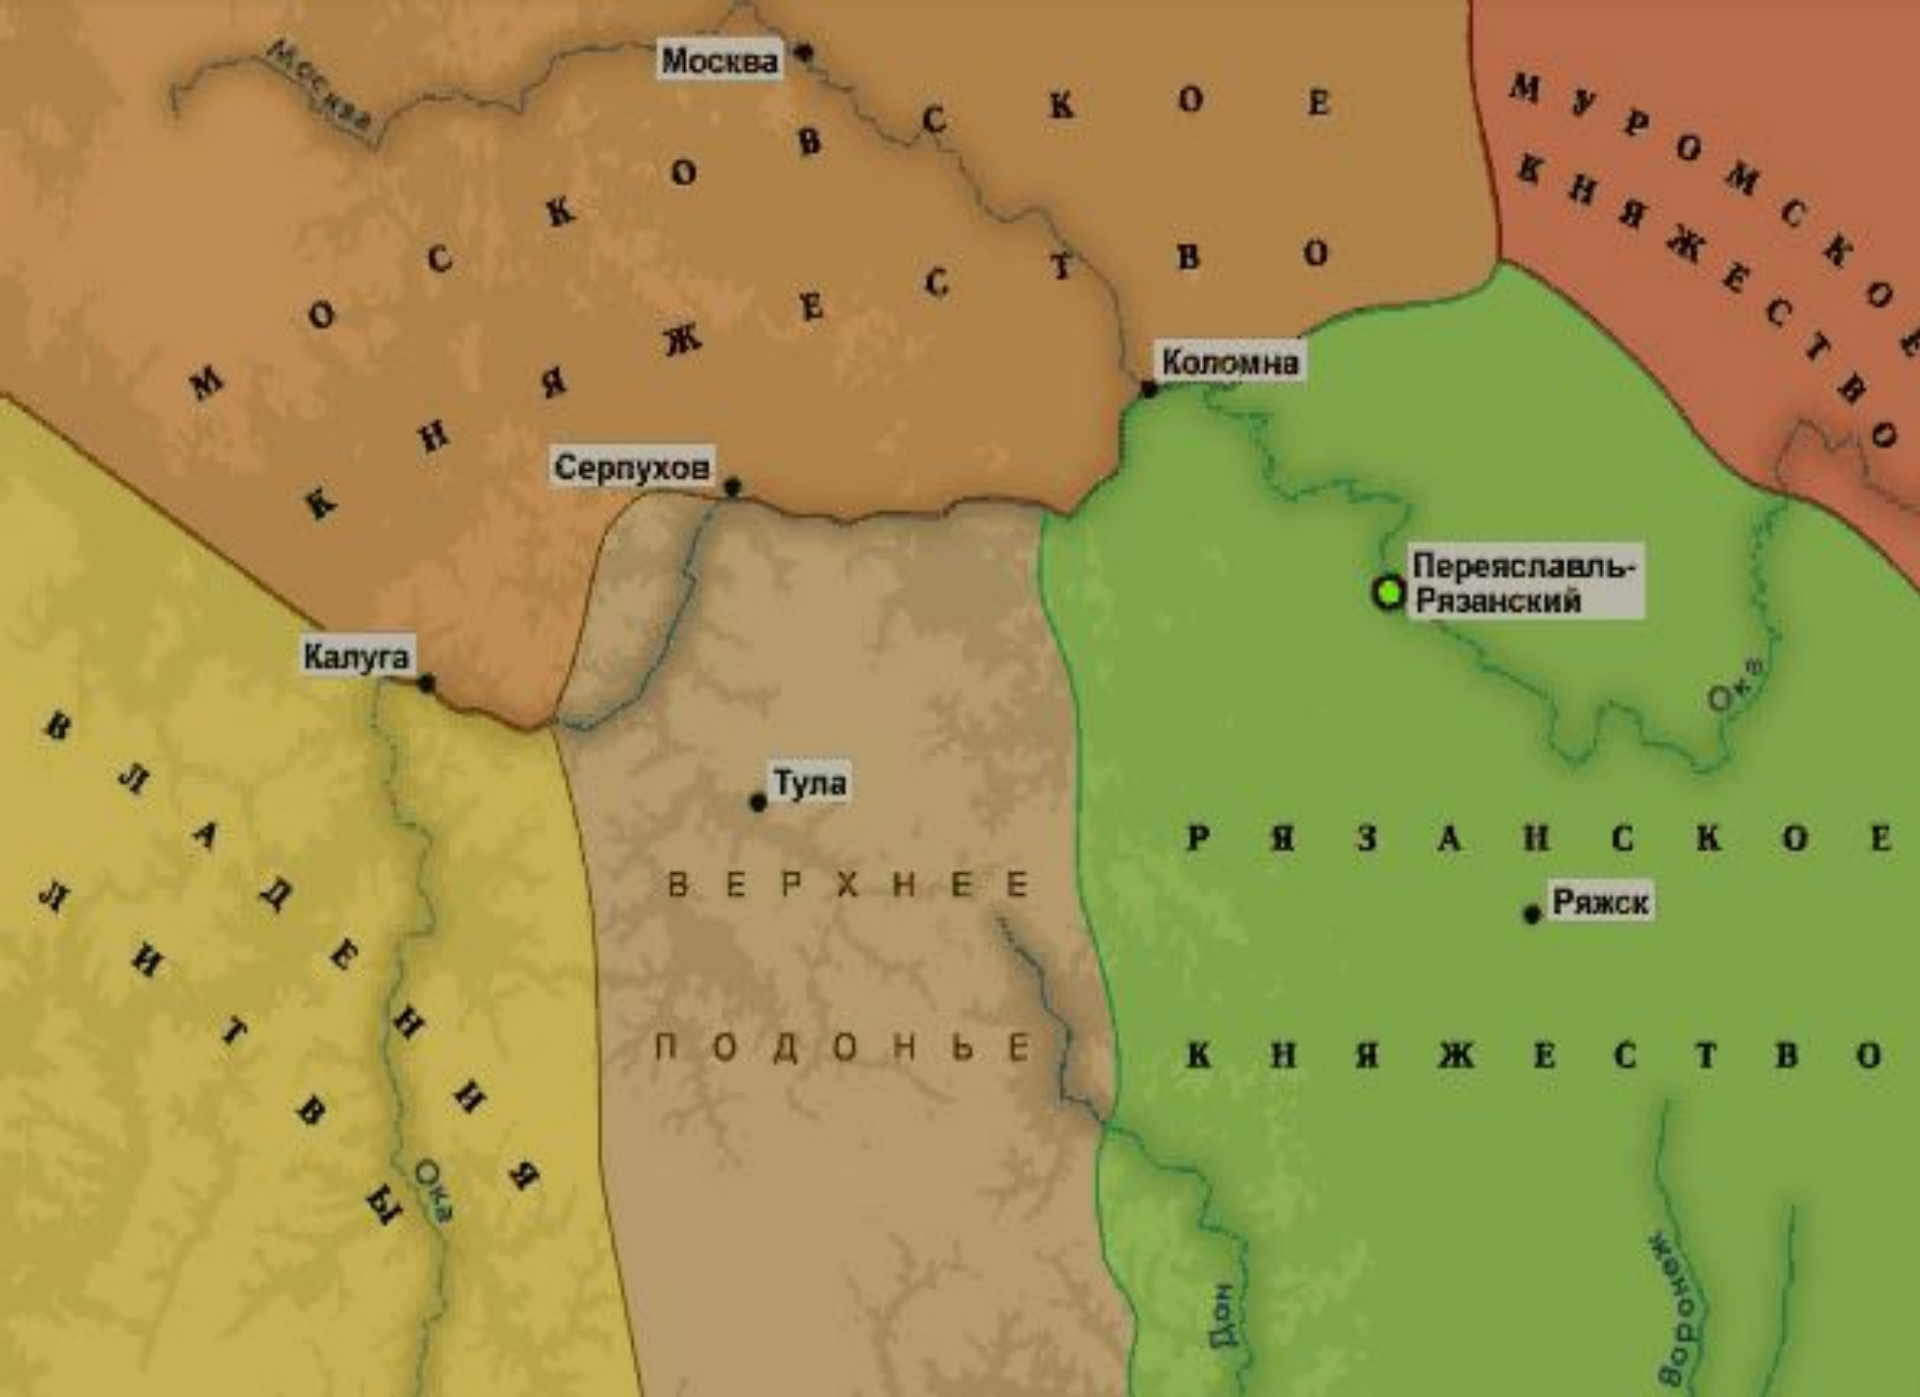 Москва
Москва
МОСКОВСКОЕ
КНЯЖЕСТВО
МУРОМСКОЕ
КНЯЖЕСТВО
Коломна
Серпухов
Переяславль-
Рязанский
Калуга
Ока
Тула
ВЛАДЕНИЯ
ЛИТВЫ
ВЕРХНЕЕ
ПОДОНЬЕ
РЯЗАНСКОЕ
Ряжск
КНЯЖЕСТВО
Ока
Дон
Воронеж